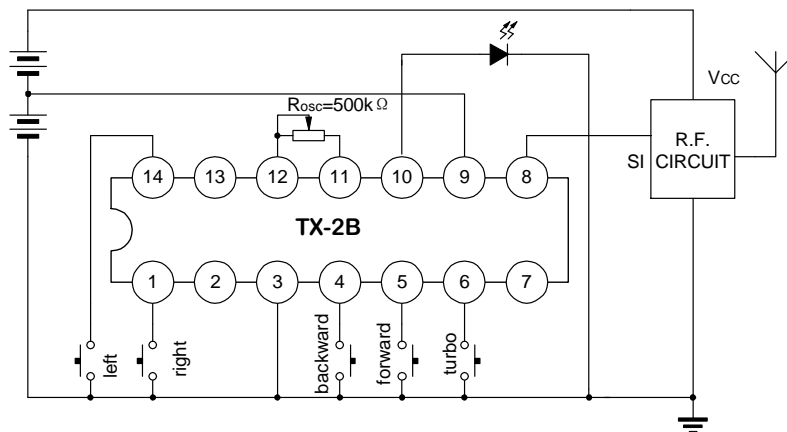 VCC
Rosc=500kΩ
R.F.
SI CIRCUIT
14 13 12 11 10 9 8
TX-2B
1 2 3 4 5 6 7
left
right
backward
forward
turbo